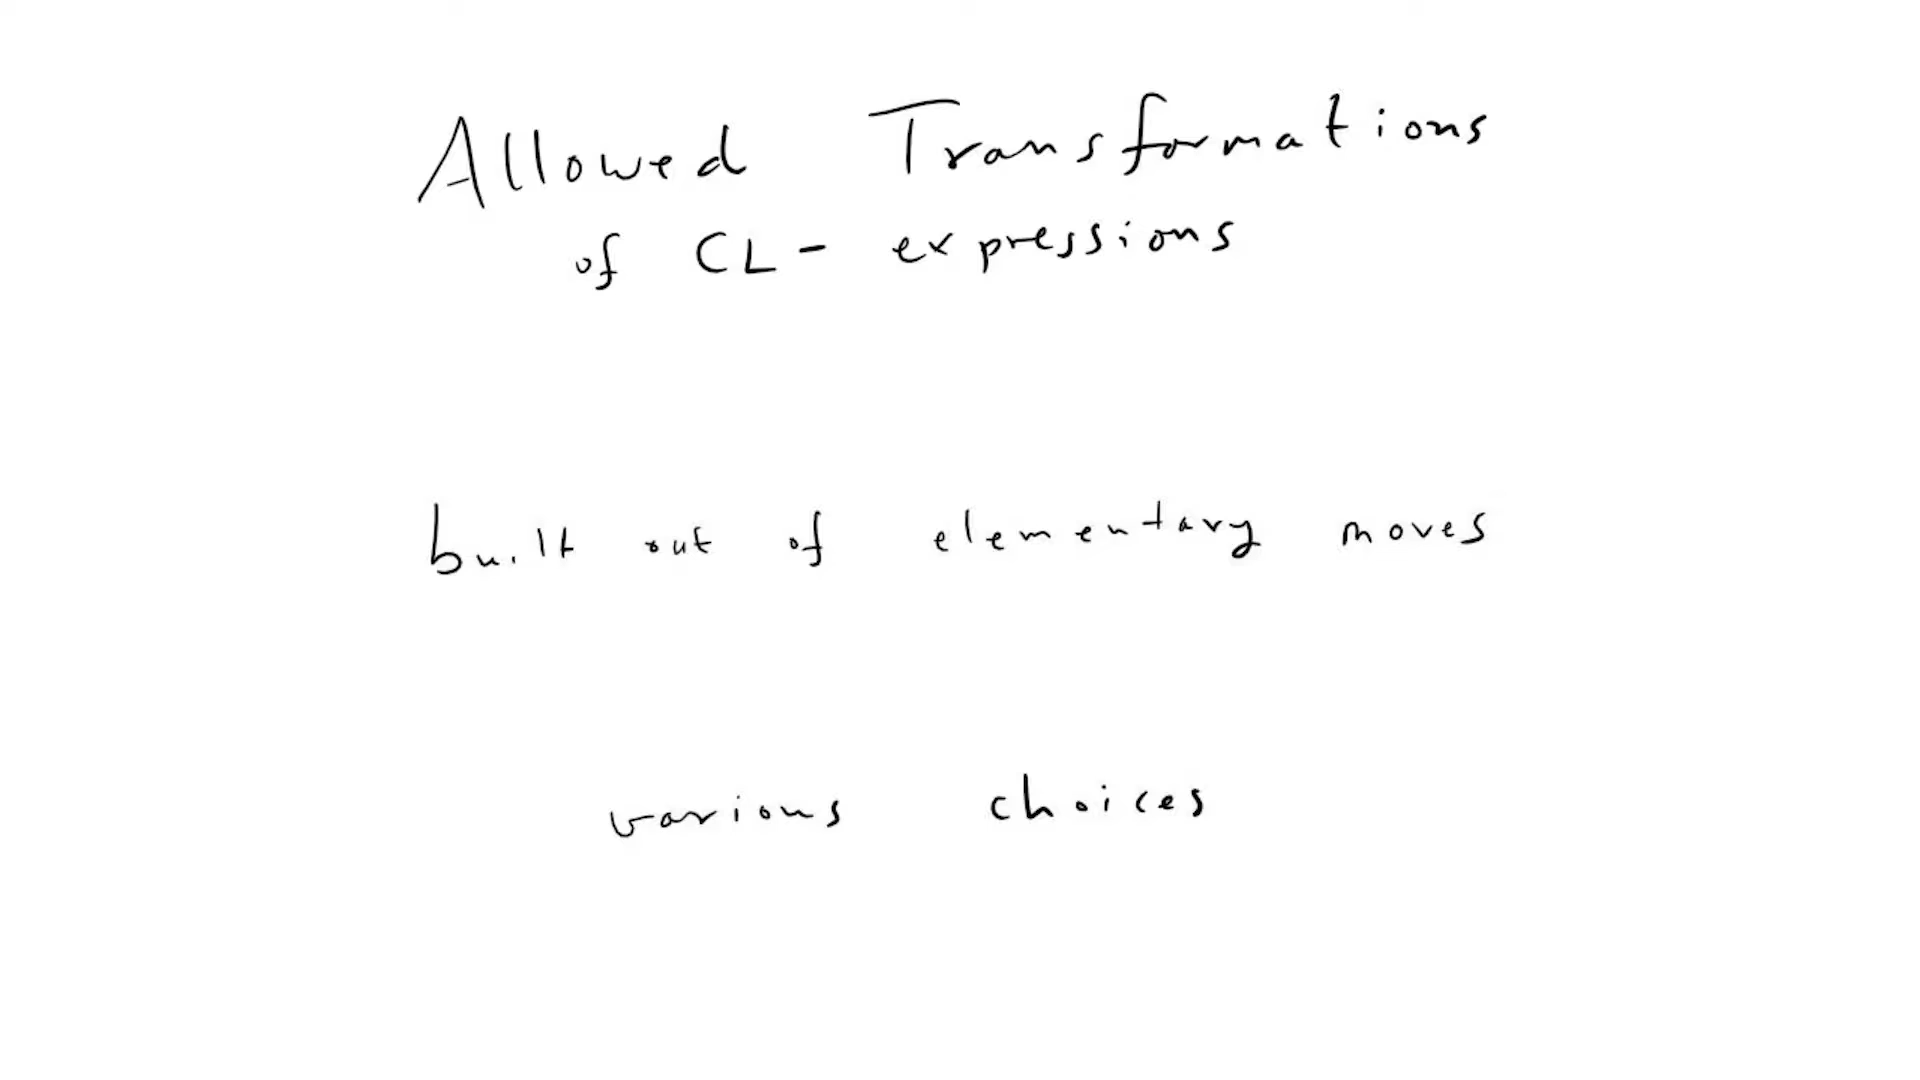 Allowed Transformations
of CL- expressions
built out of elementary moves
various choices